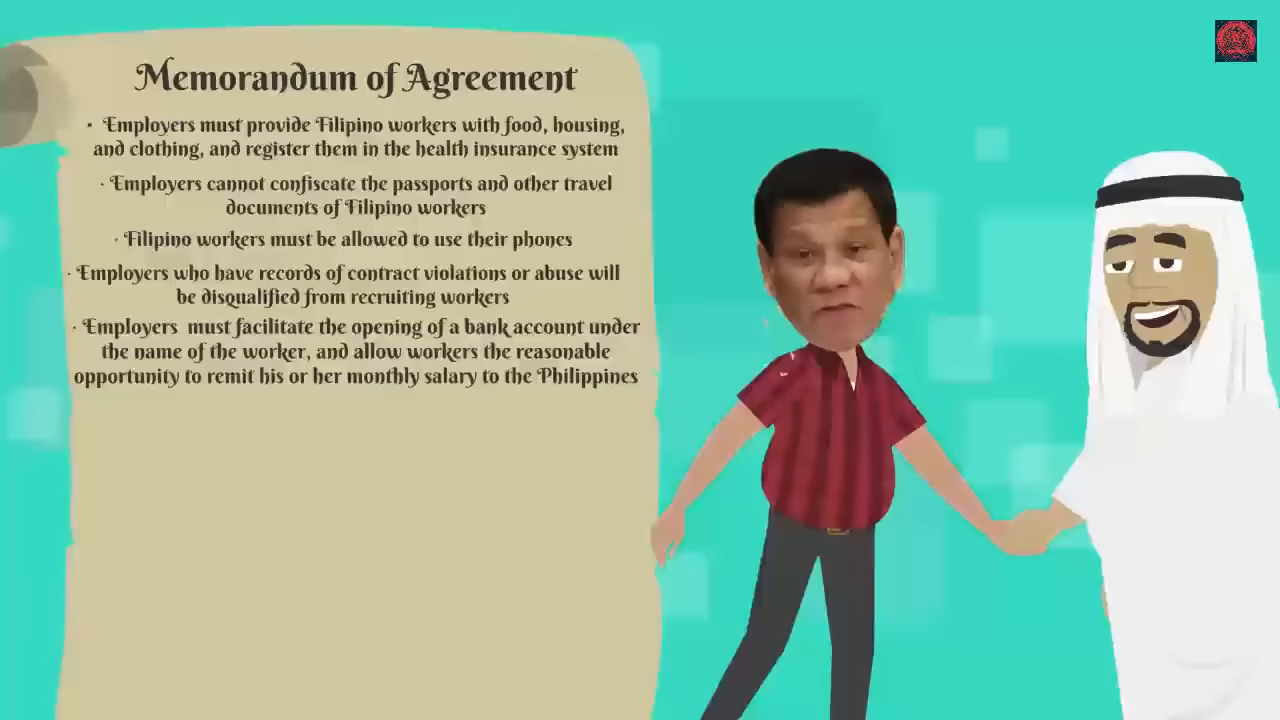 Memorandum of Agreement
· Employers must provide Filipino workers with food, housing,
and clothing, and register them in the health insurance system
· Employers cannot confiscate the passports and other travel
documents of Filipino workers
· Filipino workers must be allowed to use their phones
· Employers who have records of contract violations or abuse will
be disqualified from recruiting workers
· Employers must facilitate the opening of a bank account under
the name of the worker, and allow workers the reasonable
opportunity to remit his or her monthly salary to the Philippines